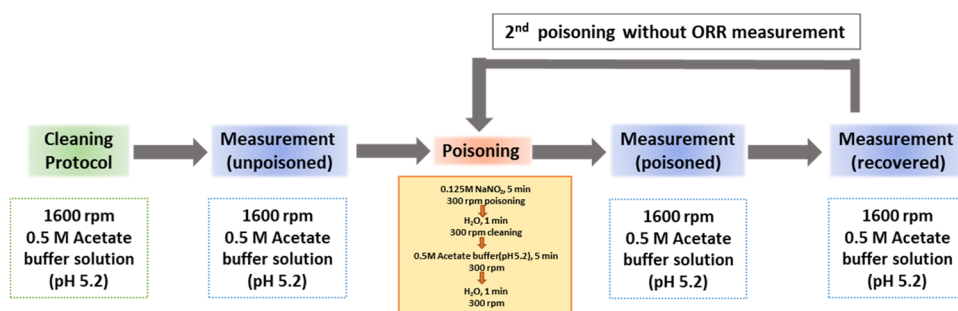 2nd poisoning without ORR measurement
Cleaning
Protocol
Measurement
(unpoisoned)
Poisoning
Measurement
(poisoned)
Measurement
(recovered)
1600 rpm
0.5 M Acetate
buffer solution
(pH 5.2)
1600 rpm
0.5 M Acetate
buffer solution
(pH 5.2)
0.125M NaNO₂, 5 min
300 rpm poisoning
H₂O, 1 min
300 rpm cleaning
0.5M Acetate buffer(pH5.2), 5 min
300 rpm
H₂O, 1 min
300 rpm
1600 rpm
0.5 M Acetate
buffer solution
(pH 5.2)
1600 rpm
0.5 M Acetate
buffer solution
(pH 5.2)